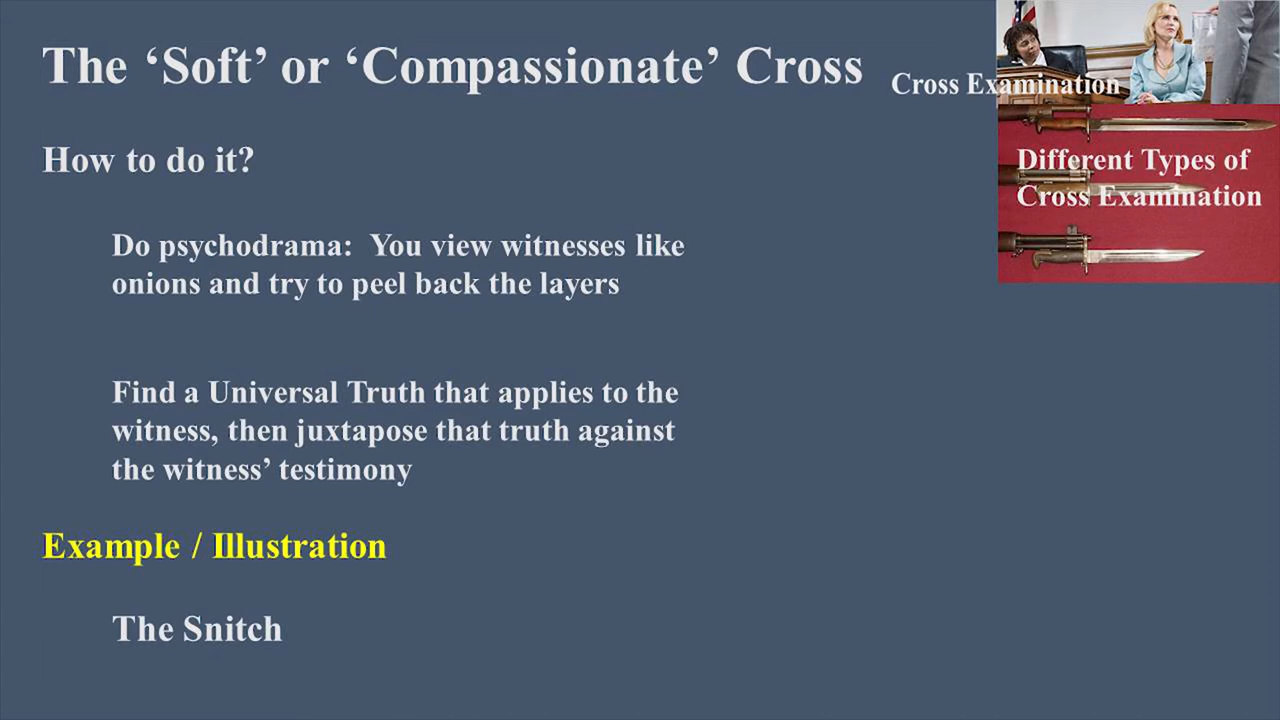 The ‘Soft’ or ‘Compassionate’ Cross
Cross Examination
How to do it?
Different Types of
Cross Examination
Do psychodrama:  You view witnesses like
onions and try to peel back the layers
Find a Universal Truth that applies to the
witness, then juxtapose that truth against
the witness’ testimony
Example / Illustration
The Snitch